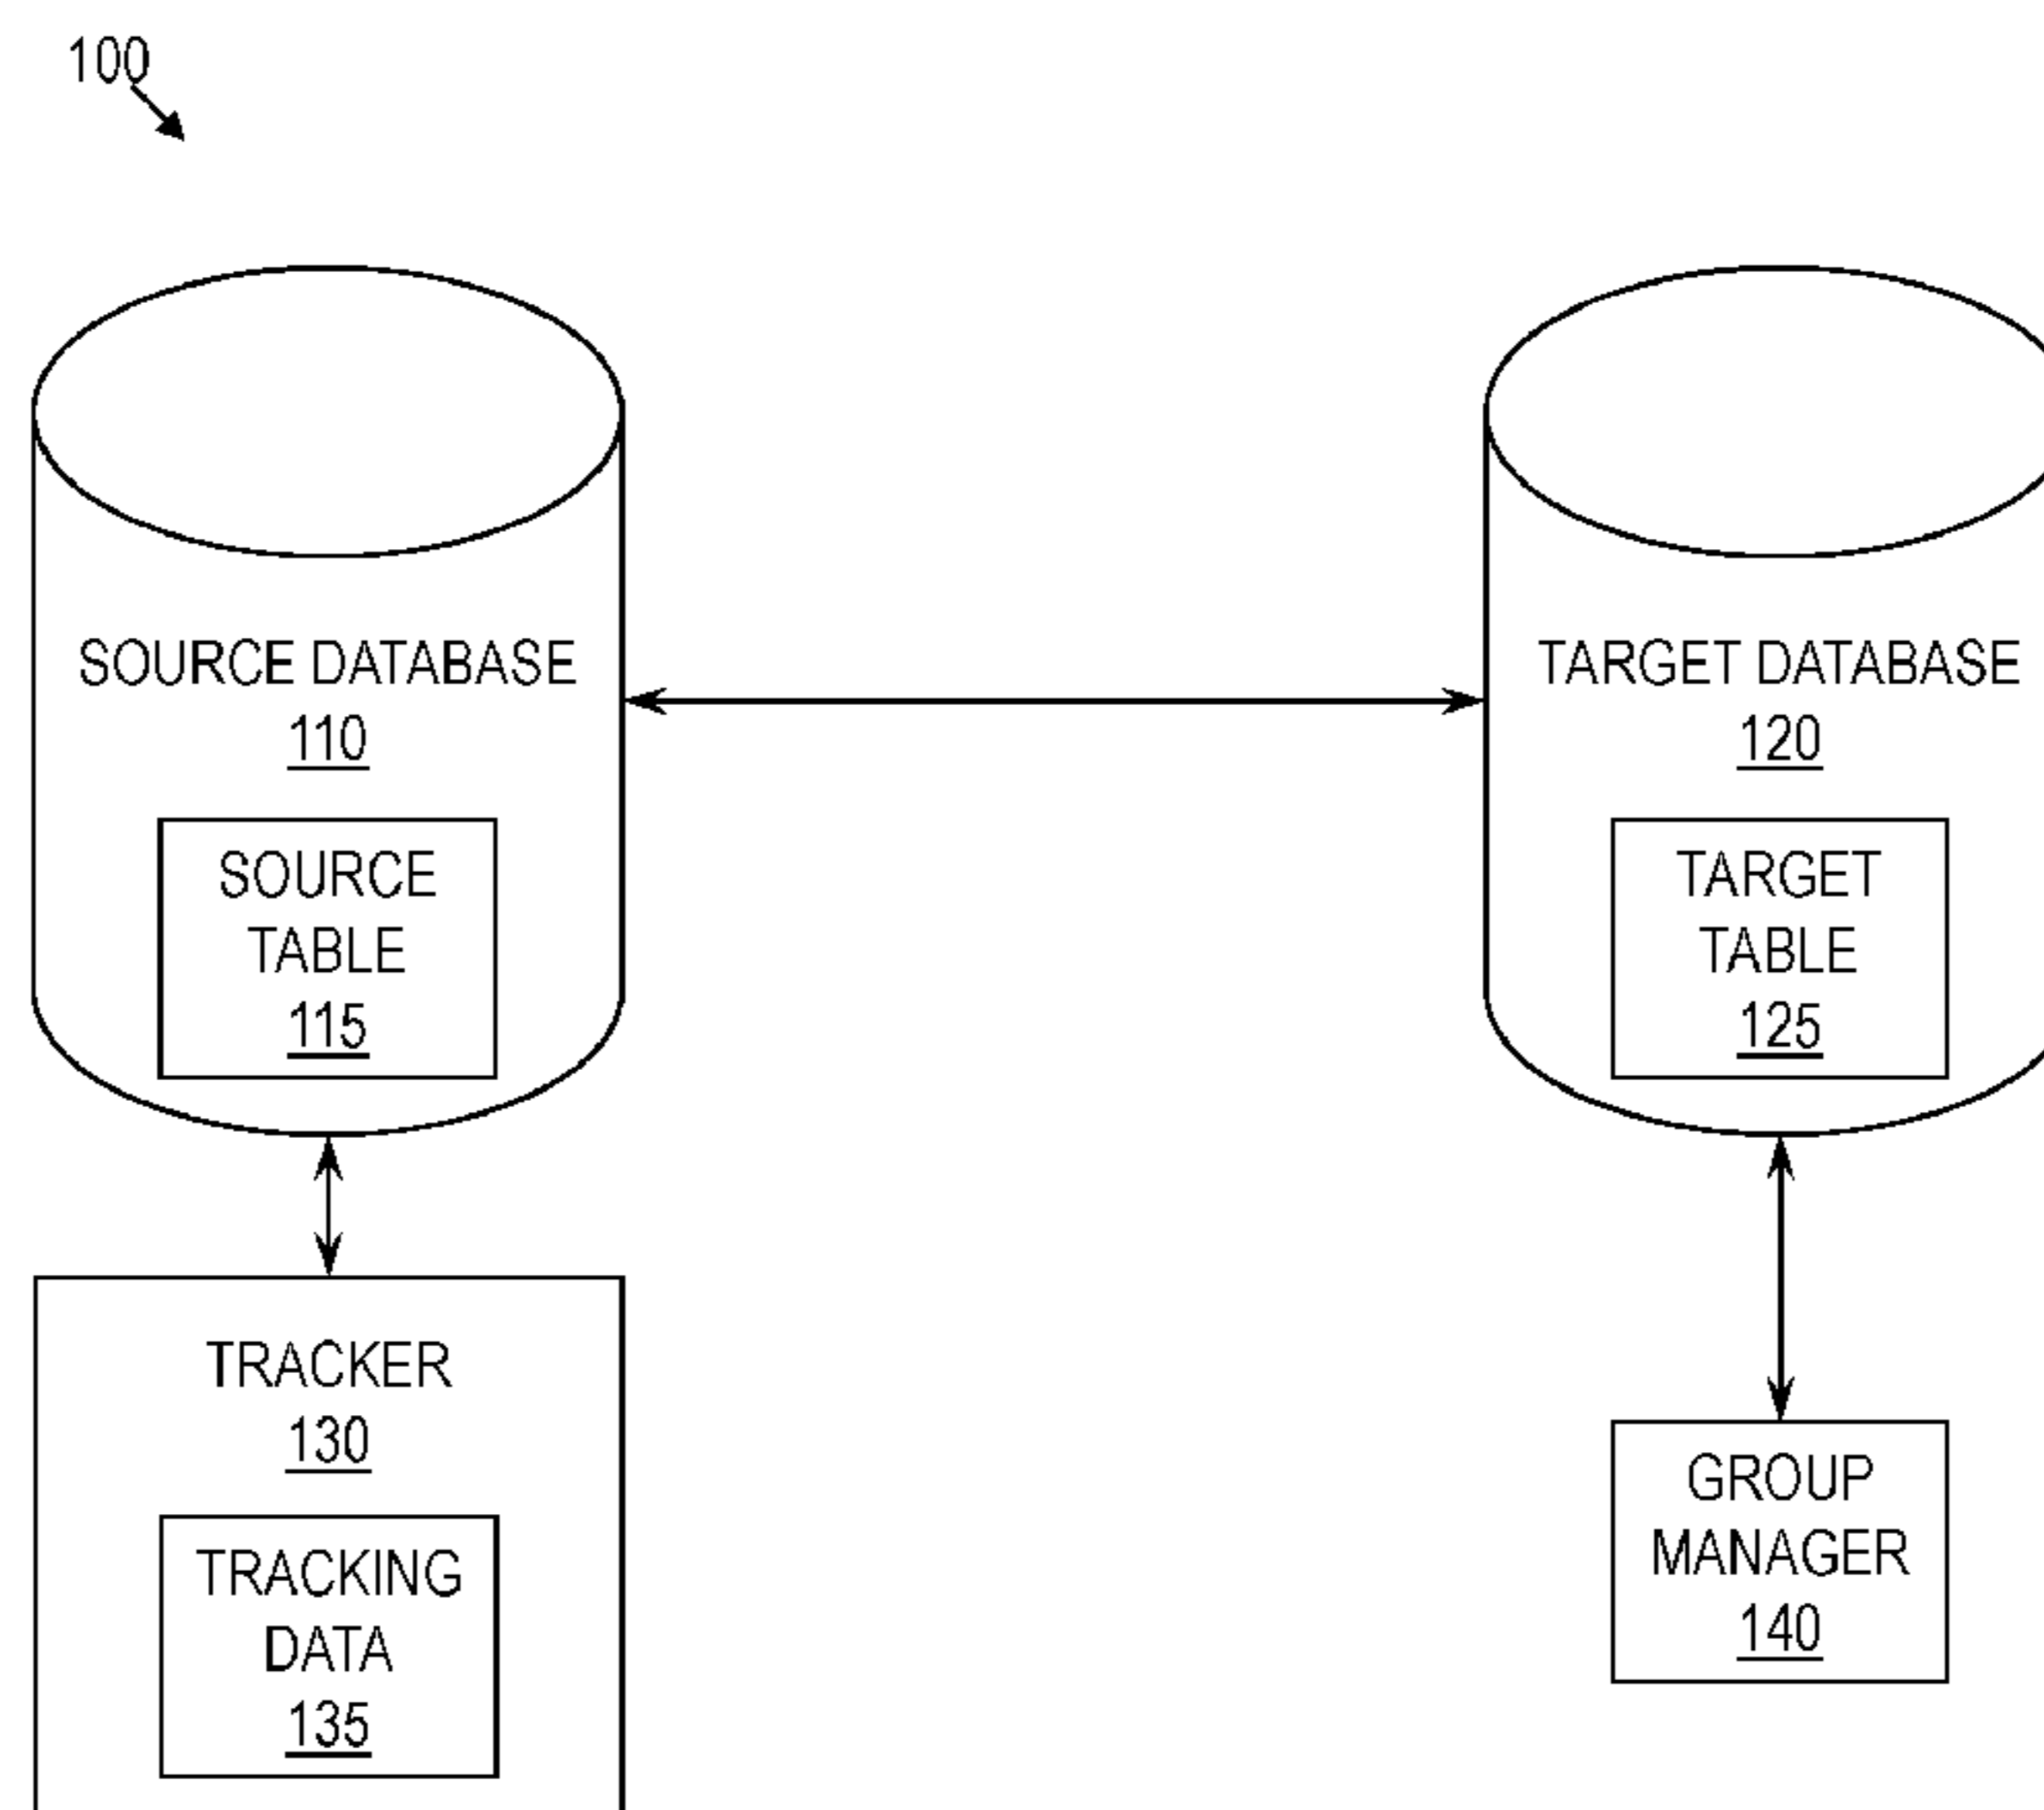 100
SOURCE DATABASE
110
SOURCE
TABLE
115
TARGET DATABASE
120
TARGET
TABLE
125
TRACKER
130
TRACKING
DATA
135
GROUP
MANAGER
140